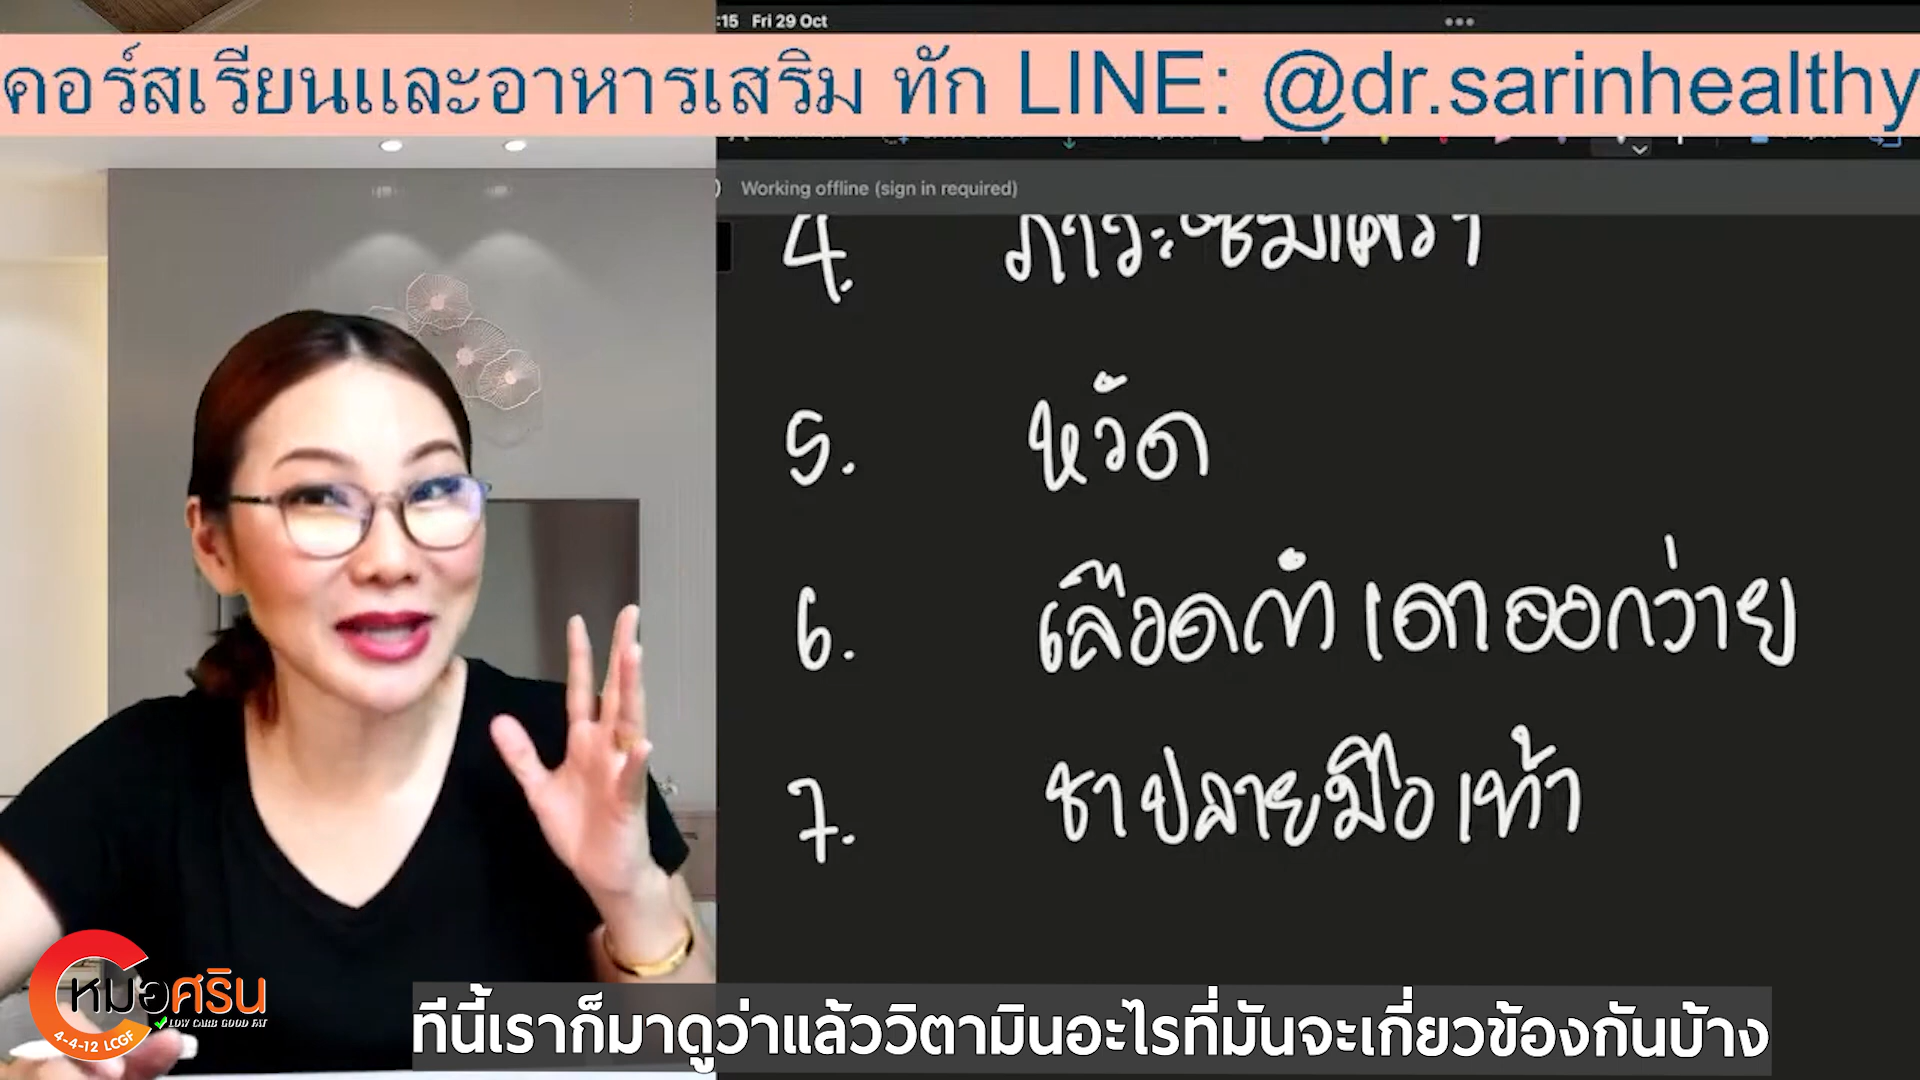 :15 Fri 29 Oct
คอร์สเรียนและอาหารเสริม ทัก LINE: @dr.sarinhealthy
Working offline (sign in required)
4. ภาวะซึมเศร้า
5. หวัด
6. เลือดกำเดาออกง่าย
7. ชาปลายมือเท้า
หมอศริน
LOW CARB GOOD FAT
4-4-12 LCGF
ทีนี้เราก็มาดูว่าแล้ววิตามินอะไรที่มันจะเกี่ยวข้องกันบ้าง